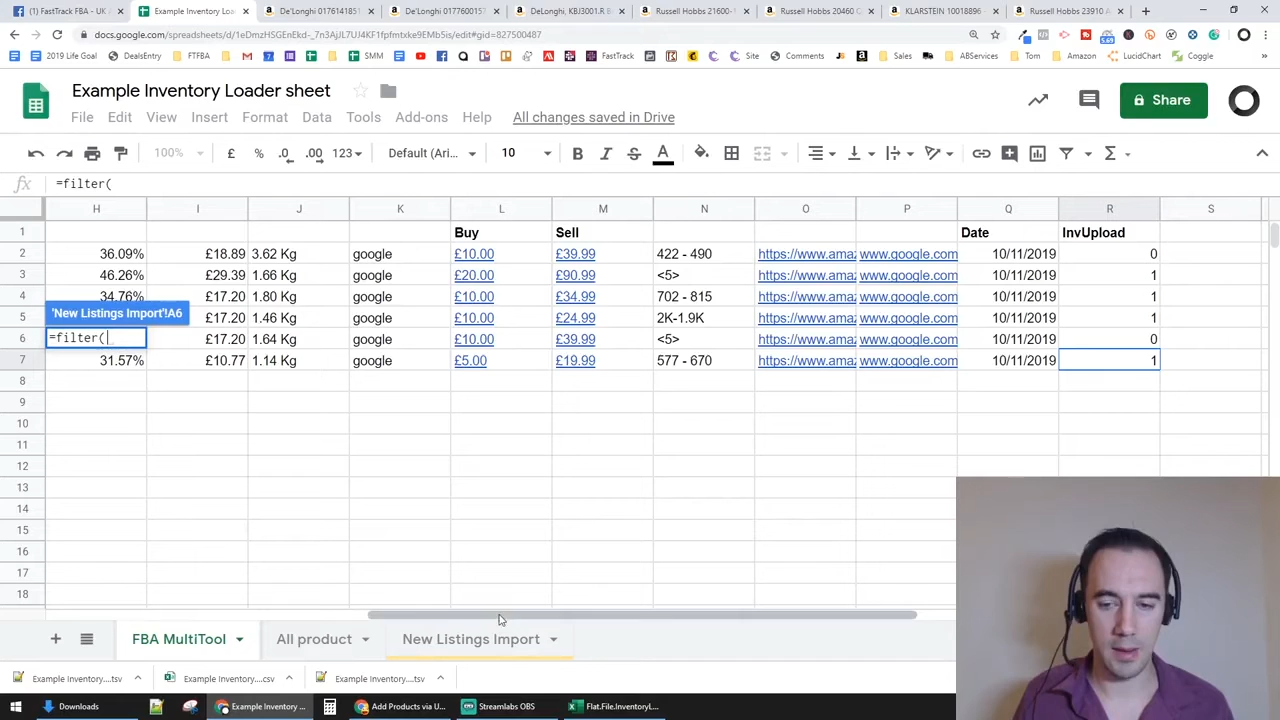 [1] FastTrack FBA - UK A
Example Inventory Loa
De'Longhi 0176141851
De'Longhi 0177600157
DeLonghi, KBJ3001.R B
Russell Hobbs 21600-1
Russell Hobbs 20460 Q
KLARSTEIN 10018896 -
Russell Hobbs 23910 A
docs.google.com/spreadsheets/d/1eDmzHSGEnEkd-_7n3AjL7UJ4KF1fpfmtxke9EMb5is/edit#gid=827500487
2019 Life Goal DealsEntry FTFBA SMM FastTrack Site Comments Sales ABServices Tom Amazon LucidChart Coggle
Example Inventory Loader sheet
Share
File Edit View Insert Format Data Tools Add-ons Help All changes saved in Drive
100% £ % .0 .00 123 Default (Ari... 10 B I S A Σ
fx =filter(
H I J K L M N O P Q R S
1 Buy Sell Date InvUpload
2 36.09% £18.89 3.62 Kg google £10.00 £39.99 422 - 490 https://www.amaz www.google.com 10/11/2019 0
3 46.26% £29.39 1.66 Kg google £20.00 £90.99 <5> https://www.amaz www.google.com 10/11/2019 1
4 34.76% £17.20 1.80 Kg google £10.00 £34.99 702 - 815 https://www.amaz www.google.com 10/11/2019 1
'New Listings Import'!A6
5 £17.20 1.46 Kg google £10.00 £24.99 2K-1.9K https://www.amaz www.google.com 10/11/2019 1
6 =filter( £17.20 1.64 Kg google £10.00 £39.99 <5> https://www.amaz www.google.com 10/11/2019 0
7 31.57% £10.77 1.14 Kg google £5.00 £19.99 577 - 670 https://www.amaz www.google.com 10/11/2019 1
8
9
10
11
12
13
14
15
16
17
18
FBA MultiTool All product New Listings Import
Example Inventory....tsv
Example Inventory....csv
Example Inventory....tsv
Downloads
Example Inventory ...
Add Products via U...
Streamlabs OBS
Flat.File.InventoryL...